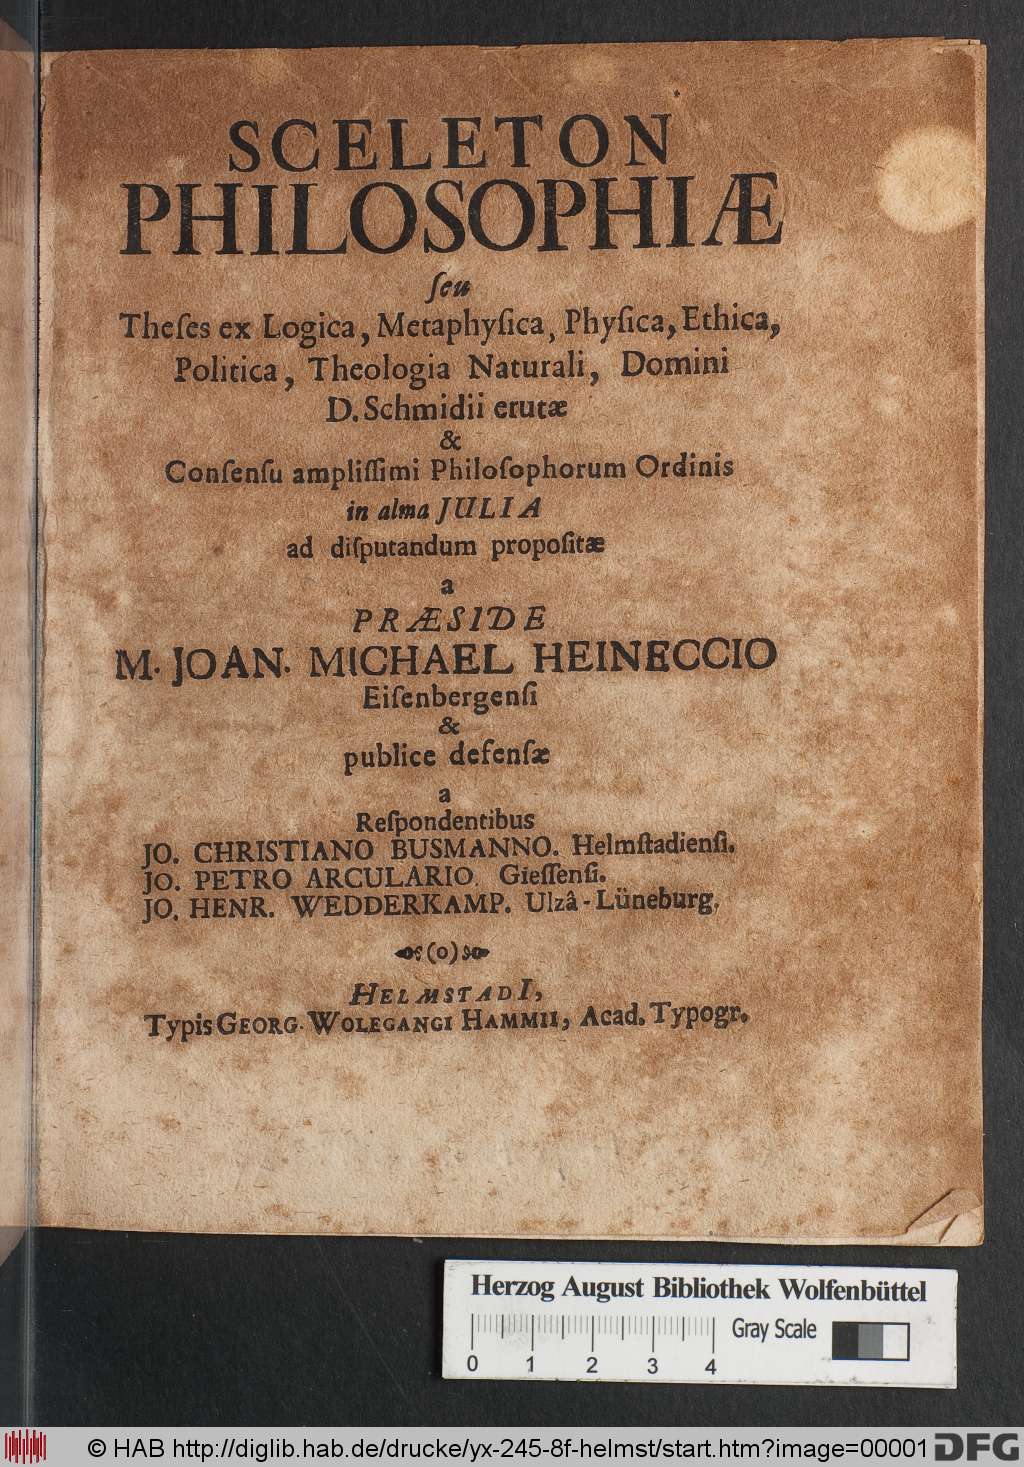 SCELETON
PHILOSOPHIÆ
ſeu
Theſes ex Logica, Metaphyſica, Phyſica, Ethica,
Politica, Theologia Naturali, Domini
D. Schmidii erutæ
&
Conſenſu ampliſſimi Philoſophorum Ordinis
in alma JULIA
ad diſputandum propoſitæ
a
PRÆSIDE
M. JOAN. MICHAEL HEINECCIO
Eiſenbergenſi
&
publice defenſæ
a
Reſpondentibus
JO. CHRISTIANO BUSMANNO. Helmſtadienſi.
JO. PETRO ARCULARIO. Gieſſenſi.
JO. HENR. WEDDERKAMP. Ulzâ-Lüneburg.
(o)
HELMSTADI,
Typis GEORG. WOLEGANGI HAMMII, Acad. Typogr.
Herzog August Bibliothek Wolfenbüttel
Gray Scale
0 1 2 3 4
© HAB http://diglib.hab.de/drucke/yx-245-8f-helmst/start.htm?image=00001
DFG